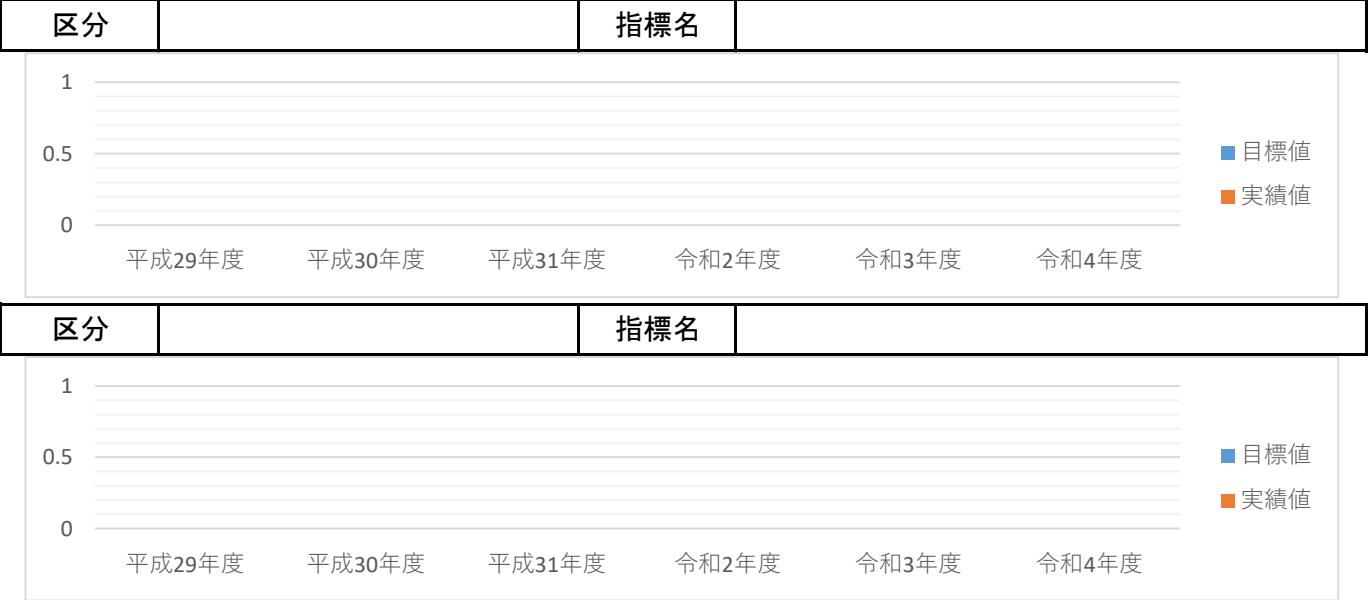 区分 指標名
1
0.5
0
目標値
実績値
平成29年度 平成30年度 平成31年度 令和2年度 令和3年度 令和4年度
区分 指標名
1
0.5
0
目標値
実績値
平成29年度 平成30年度 平成31年度 令和2年度 令和3年度 令和4年度